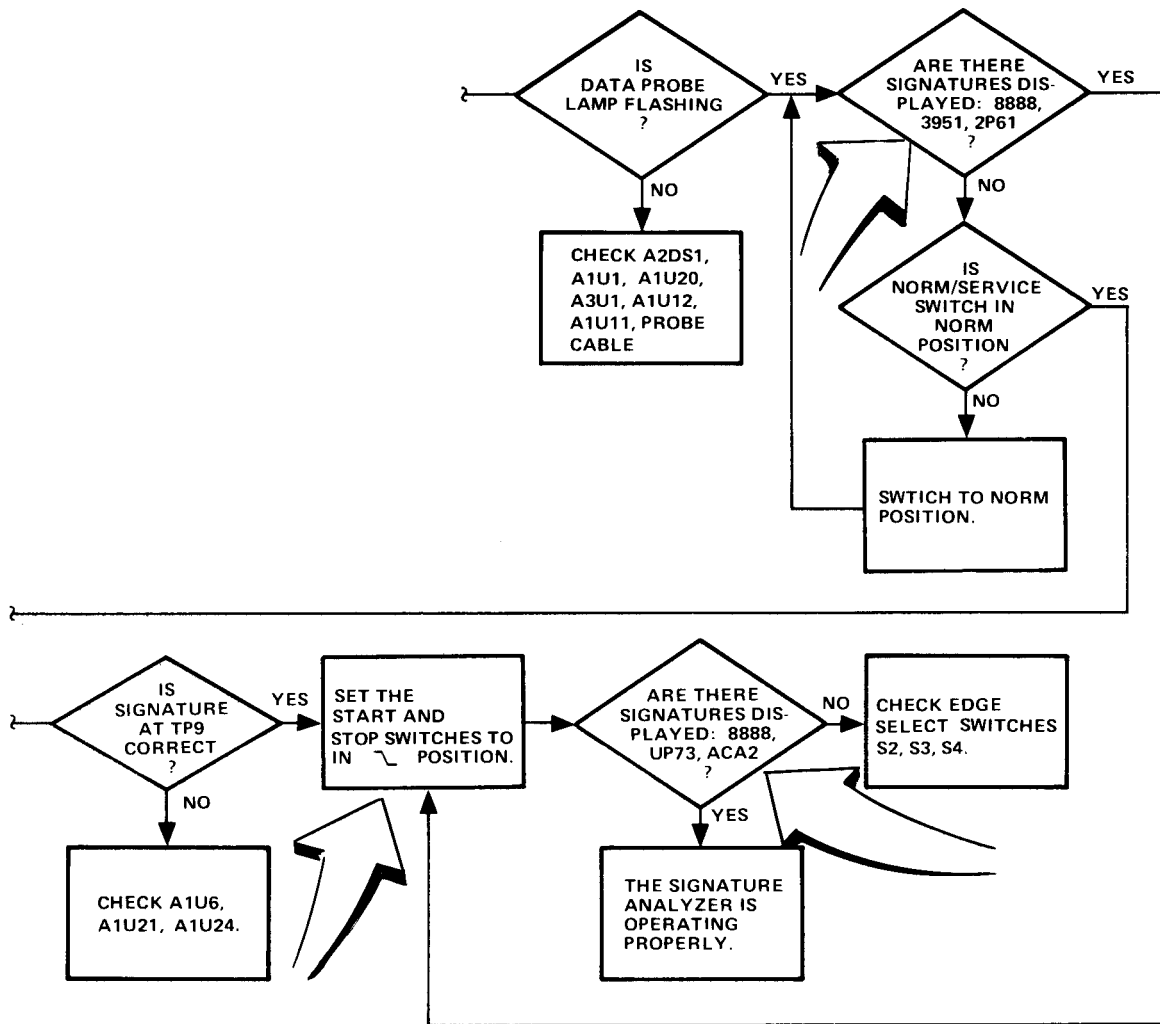 IS
DATA PROBE
LAMP FLASHING
?
YES
ARE THERE
SIGNATURES DIS-
PLAYED: 8888,
3951, 2P61
?
YES
NO
CHECK A2DS1,
A1U1, A1U20,
A3U1, A1U12,
A1U11, PROBE
CABLE
NO
IS
NORM/SERVICE
SWITCH IN
NORM
POSITION
?
YES
NO
SWTICH TO NORM
POSITION.
IS
SIGNATURE
AT TP9
CORRECT
?
YES
NO
CHECK A1U6,
A1U21, A1U24.
SET THE
START AND
STOP SWITCHES TO
IN POSITION.
ARE THERE
SIGNATURES DIS-
PLAYED: 8888,
UP73, ACA2
?
NO
CHECK EDGE
SELECT SWITCHES
S2, S3, S4.
YES
THE SIGNATURE
ANALYZER IS
OPERATING
PROPERLY.